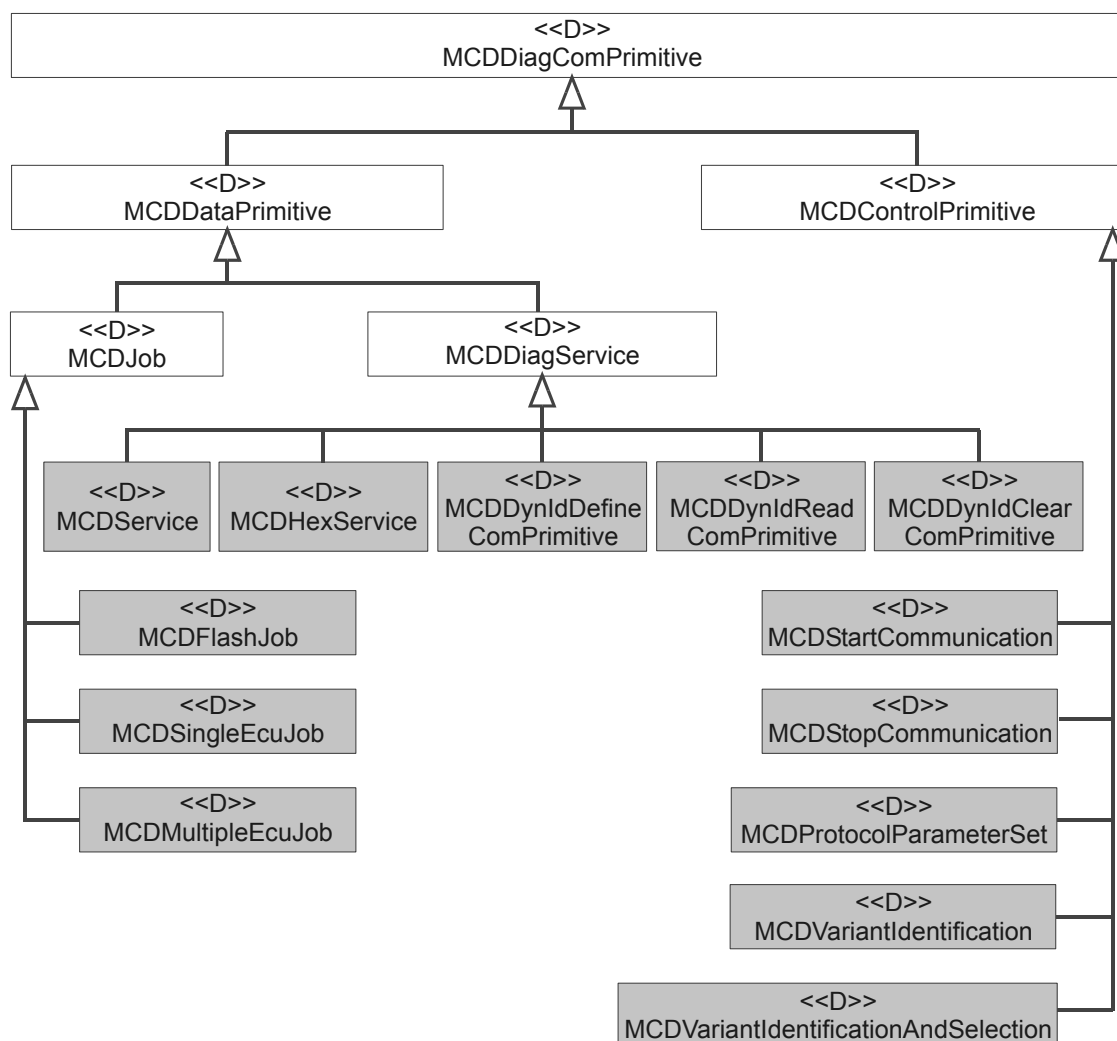 <<D>>
MCDDiagComPrimitive
<<D>>
MCDDataPrimitive
<<D>>
MCDControlPrimitive
<<D>>
MCDJob
<<D>>
MCDDiagService
<<D>>
MCDService
<<D>>
MCDHexService
<<D>>
MCDDynIdDefine
ComPrimitive
<<D>>
MCDDynIdRead
ComPrimitive
<<D>>
MCDDynIdClear
ComPrimitive
<<D>>
MCDFlashJob
<<D>>
MCDStartCommunication
<<D>>
MCDSingleEcuJob
<<D>>
MCDStopCommunication
<<D>>
MCDMultipleEcuJob
<<D>>
MCDProtocolParameterSet
<<D>>
MCDVariantIdentification
<<D>>
MCDVariantIdentificationAndSelection